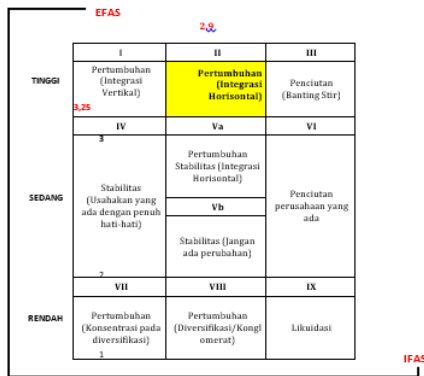 EFAS
2,9
I II III
TINGGI
Pertumbuhan
(Integrasi
Vertikal)
3,25
Pertumbuhan
(Integrasi
Horisontal)
Penciutan
(Banting Stir)
IV Va VI
3
SEDANG
Stabilitas
(Usahakan yang
ada dengan penuh
hati-hati)
2
Pertumbuhan
Stabilitas (Integrasi
Horisontal)
Vb
Stabilitas (Jangan
ada perubahan)
Penciutan
perusahaan yang
ada
VII VIII IX
RENDAH
Pertumbuhan
(Konsentrasi pada
diversifikasi)
1
Pertumbuhan
(Diversifikasi/Kongl
omerat)
Likuidasi
IFAS